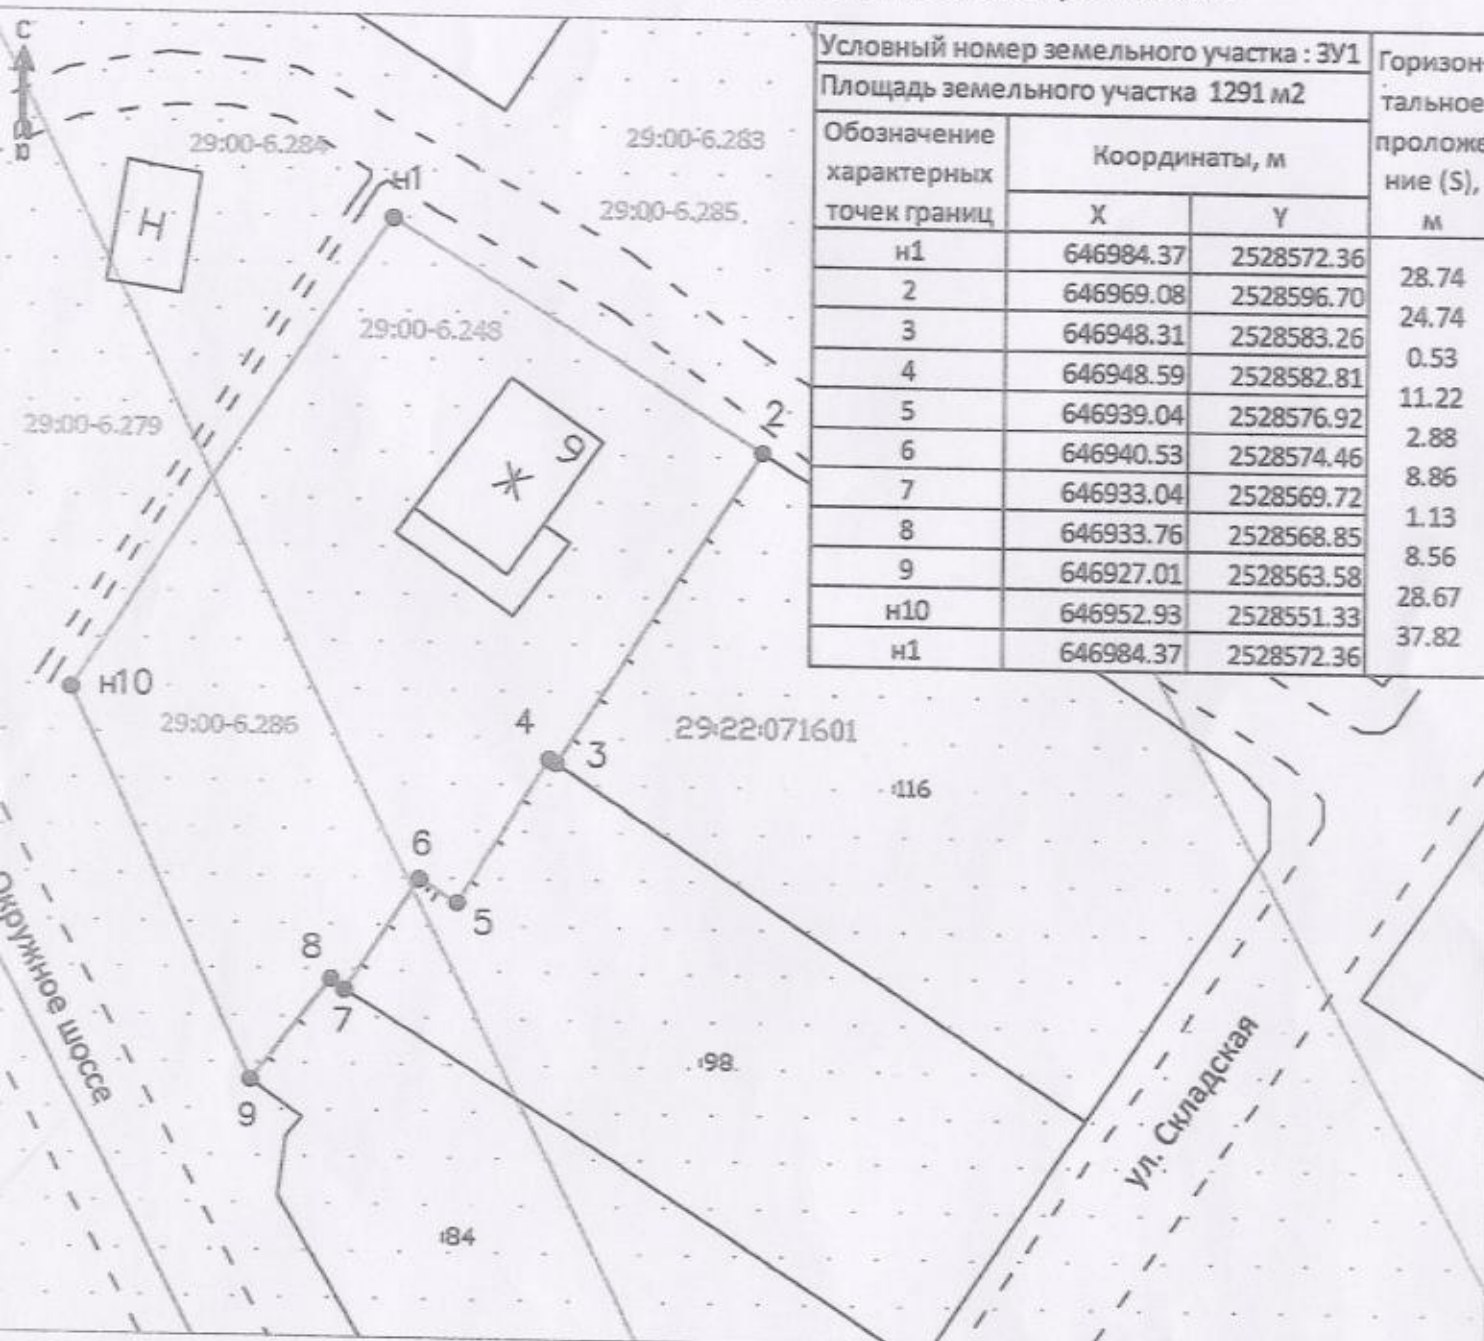 С
Ю
Условный номер земельного участка : ЗУ1
Площадь земельного участка 1291 м2
Обозначение характерных точек границ
Координаты, м
X
Y
Горизон-
тальное
проложе
ние (S),
м
н1 646984.37 2528572.36
28.74
2 646969.08 2528596.70
24.74
3 646948.31 2528583.26
0.53
4 646948.59 2528582.81
11.22
5 646939.04 2528576.92
2.88
6 646940.53 2528574.46
8.86
7 646933.04 2528569.72
1.13
8 646933.76 2528568.85
8.56
9 646927.01 2528563.58
28.67
н10 646952.93 2528551.33
37.82
н1 646984.37 2528572.36
29:00-6.284
29:00-6.283
н1
29:00-6.285
Н
29:00-6.248
29:00-6.279
2
9
Ж
н10
29:00-6.286
4
3
29:22:071601
:116
6
5
8
7
9
:98
:84
Окружное шоссе
ул. Складская